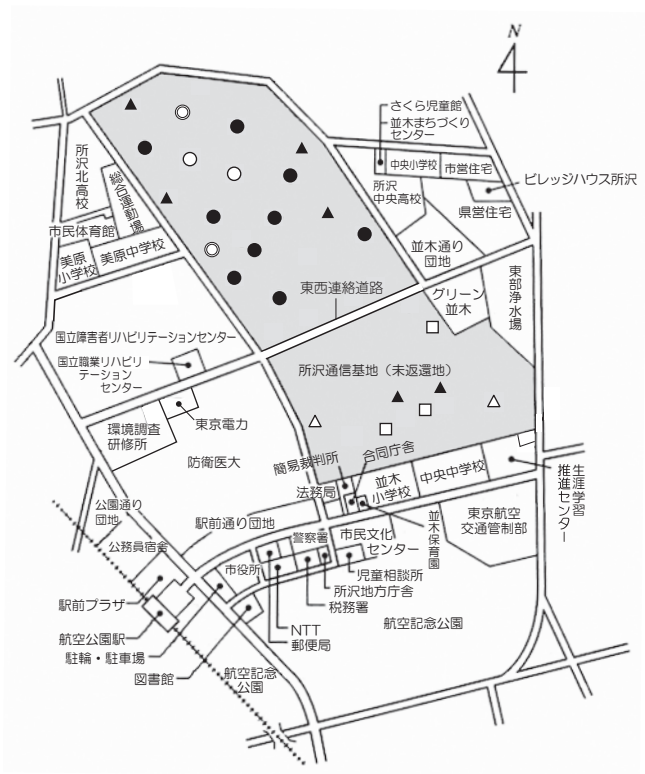 N
さくら児童館
並木まちづくり
センター
中央小学校
市営住宅
ビレッジハウス所沢
所沢
中央高校
県営住宅
並木通り
団地
所沢北高校
総合運動場
市民体育館
美原
小学校
美原中学校
東西連絡道路
グリーン
並木
東部浄水場
国立障害者リハビリテーションセンター
国立職業リハビリ
テーション
センター
所沢通信基地（未返還地）
東京電力
環境調査
研修所
防衛医大
簡易裁判所
合同庁舎
法務局
並木
小学校
中央中学校
生涯学習
推進センター
公園通り
団地
駅前通り団地
警察署
市民文化
センター
並木保育園
東京航空
交通管制部
公務員宿舎
市役所
児童相談所
所沢地方庁舎
税務署
駅前プラザ
航空公園駅
駐輪・駐車場
図書館
NTT
郵便局
航空記念公園
航空記念
公園